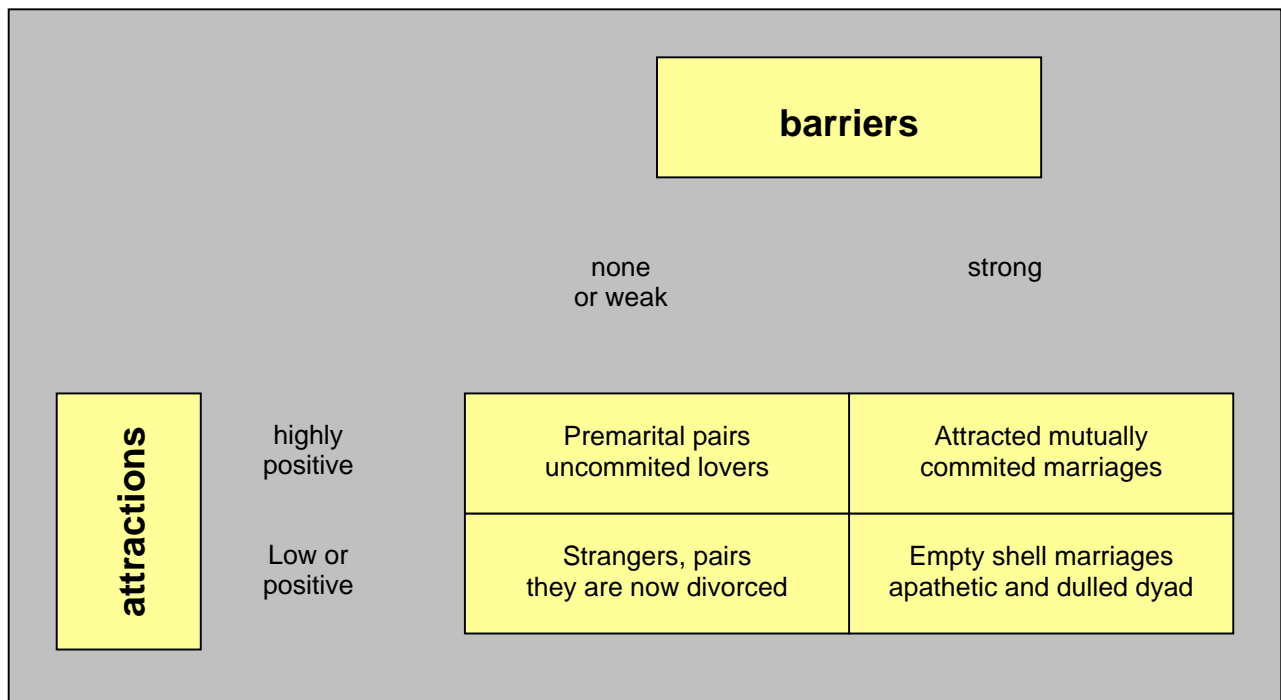 barriers
none
or weak
strong
attractions
highly
positive
Premarital pairs
uncommited lovers
Attracted mutually
commited marriages
Low or
positive
Strangers, pairs
they are now divorced
Empty shell marriages
apathetic and dulled dyad